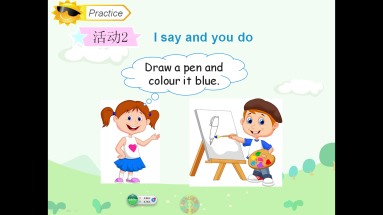 Practice
活动2
I say and you do
Draw a pen and
colour it blue.